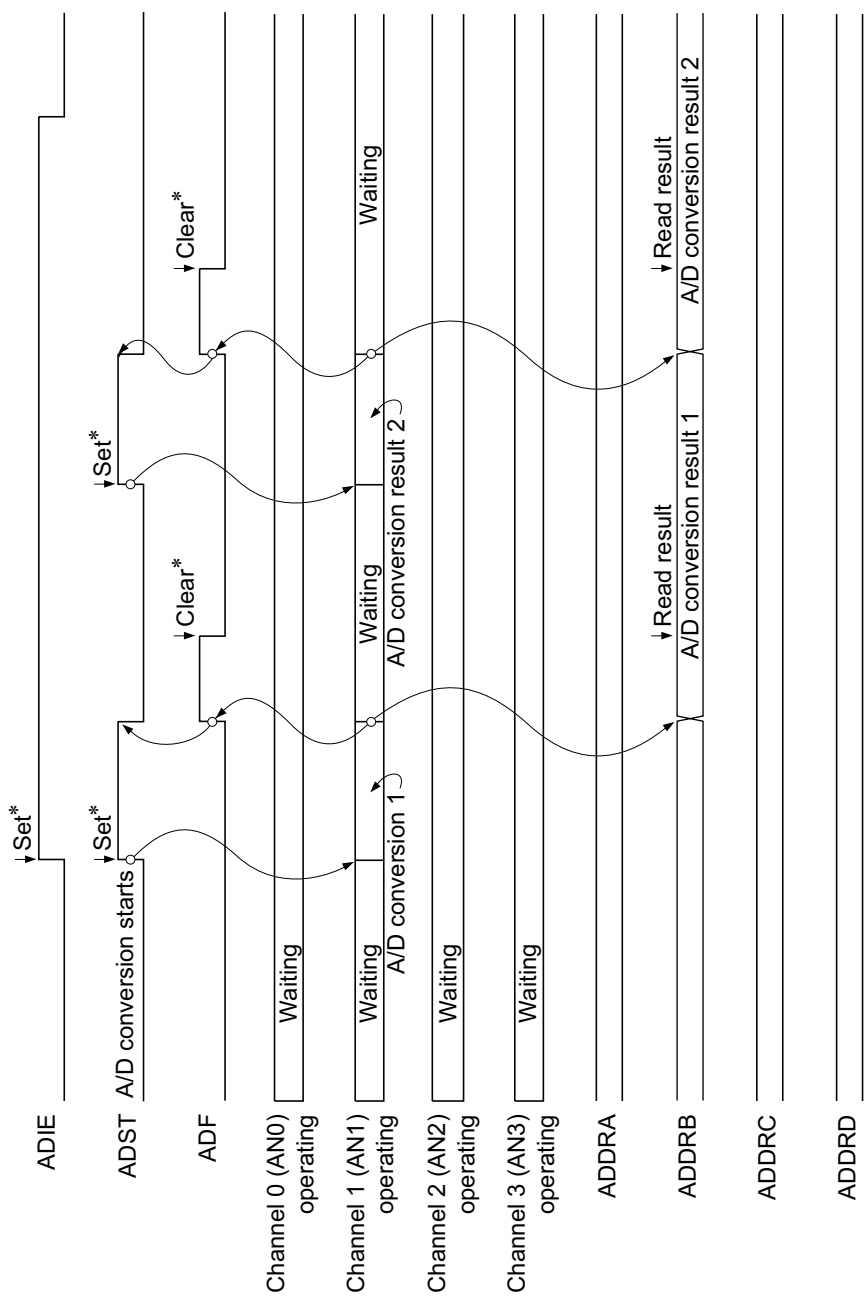 Set*
ADIE
Set*
Set*
ADST
A/D conversion starts
Clear*
Clear*
ADF
Channel 0 (AN0)
operating
Waiting
Channel 1 (AN1)
operating
Waiting
Waiting
Waiting
A/D conversion 1
A/D conversion result 2
Channel 2 (AN2)
operating
Waiting
Channel 3 (AN3)
operating
Waiting
ADDRA
Read result
Read result
ADDRB
A/D conversion result 1
A/D conversion result 2
ADDRC
ADDRD